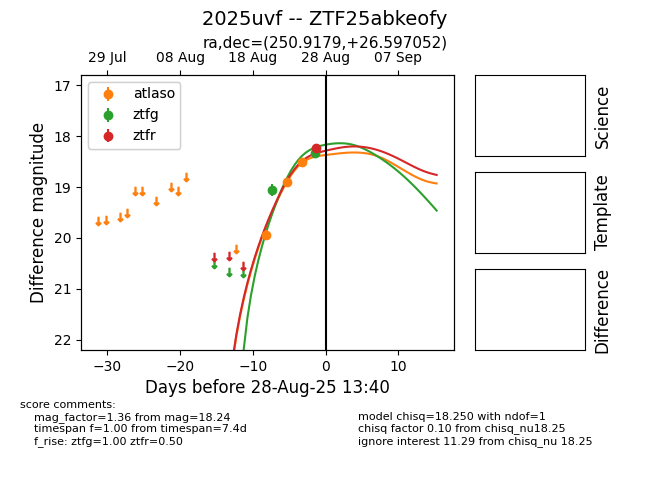 2025uvf -- ZTF25abkeofy
ra,dec=(250.9179,+26.597052)
29 Jul 08 Aug 18 Aug 28 Aug 07 Sep
atlaso
ztfg
ztfr
17
18
19
20
21
22
Difference magnitude
−30 −20 −10 0 10
Days before 28-Aug-25 13:40
Science
Template
Difference
score comments:
mag_factor=1.36 from mag=18.24
timespan f=1.00 from timespan=7.4d
f_rise: ztfg=1.00 ztfr=0.50
model chisq=18.250 with ndof=1
chisq factor 0.10 from chisq_nu18.25
ignore interest 11.29 from chisq_nu 18.25